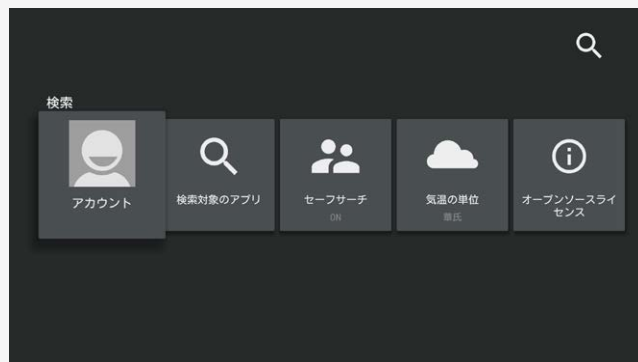 検索
アカウント
検索対象のアプリ
セーフサーチ
ON
気温の単位
華氏
オープンソースライ
センス